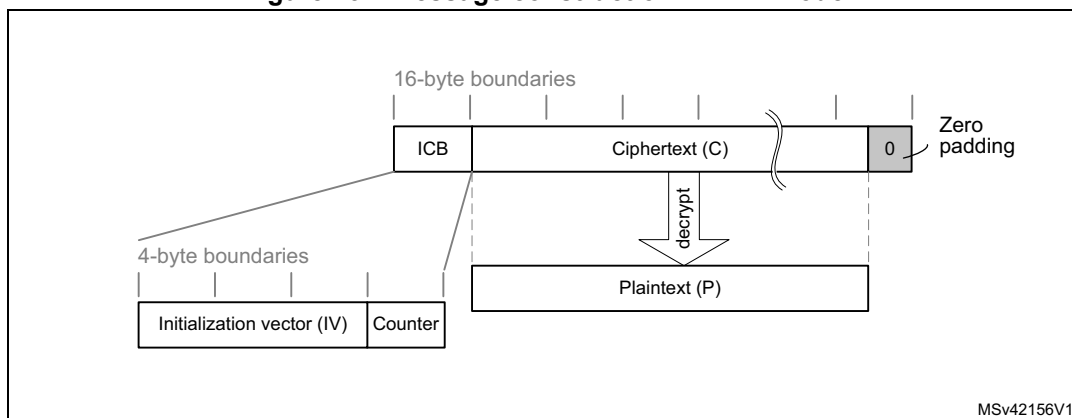 16-byte boundaries
ICB
Ciphertext (C)
0
Zero
padding
decrypt
4-byte boundaries
Plaintext (P)
Initialization vector (IV)
Counter
MSv42156V1